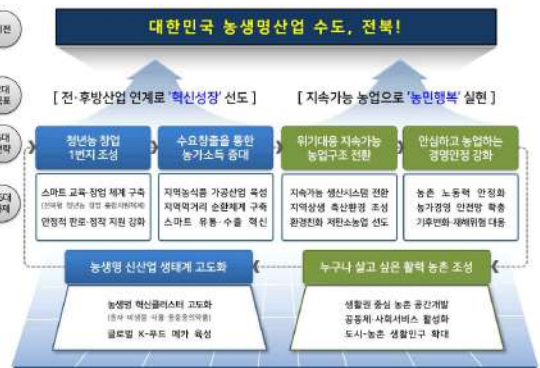 대한민국 농생명산업 수도, 전북!
[ 전·후방산업 연계로 '혁신성장' 선도 ]
[ 지속가능 농업으로 '농민행복' 실현 ]
청년농 창업
1번지 조성
수요창출을 통한
농가소득 증대
위기대응 지속가능
농업구조 전환
안심하고 농업하는
경영안정 강화
스마트 교육·창업 체계 구축
안정적 판로·정착 지원 강화
지역농식품 가공산업 육성
지역먹거리 순환체계 구축
스마트 유통·수출 혁신
지속가능 생산시스템 전환
지역상생 축산환경 조성
환경친화 저탄소농업 선도
농촌 노동력 안정화
농가경영 안전망 확충
기후변화·재해위험 대응
농생명 신산업 생태계 고도화
누구나 살고 싶은 활력 농촌 조성
농생명 혁신클러스터 고도화
글로벌 K-푸드 메카 육성
생활권 중심 농촌 공간개발
공동체·사회서비스 활성화
도시-농촌 생활인구 확대